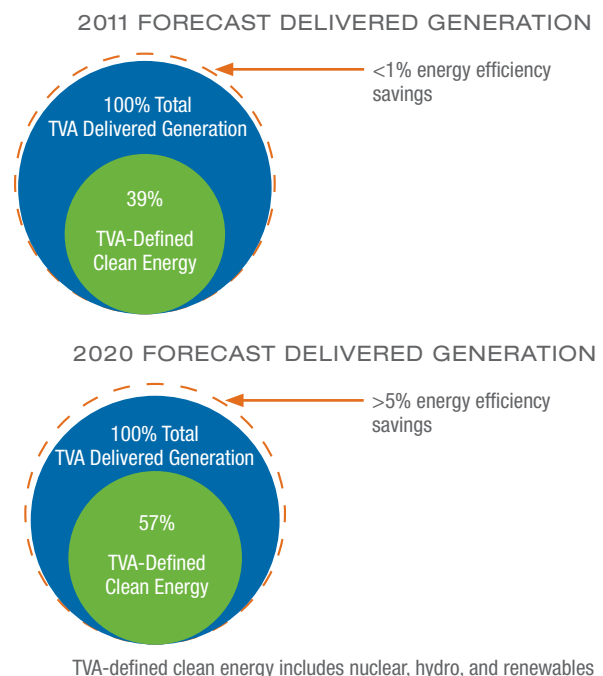 2011 FORECAST DELIVERED GENERATION
<1% energy efficiency
savings
100% Total
TVA Delivered Generation
39%
TVA-Defined
Clean Energy
2020 FORECAST DELIVERED GENERATION
>5% energy efficiency
savings
100% Total
TVA Delivered Generation
57%
TVA-Defined
Clean Energy
TVA-defined clean energy includes nuclear, hydro, and renewables